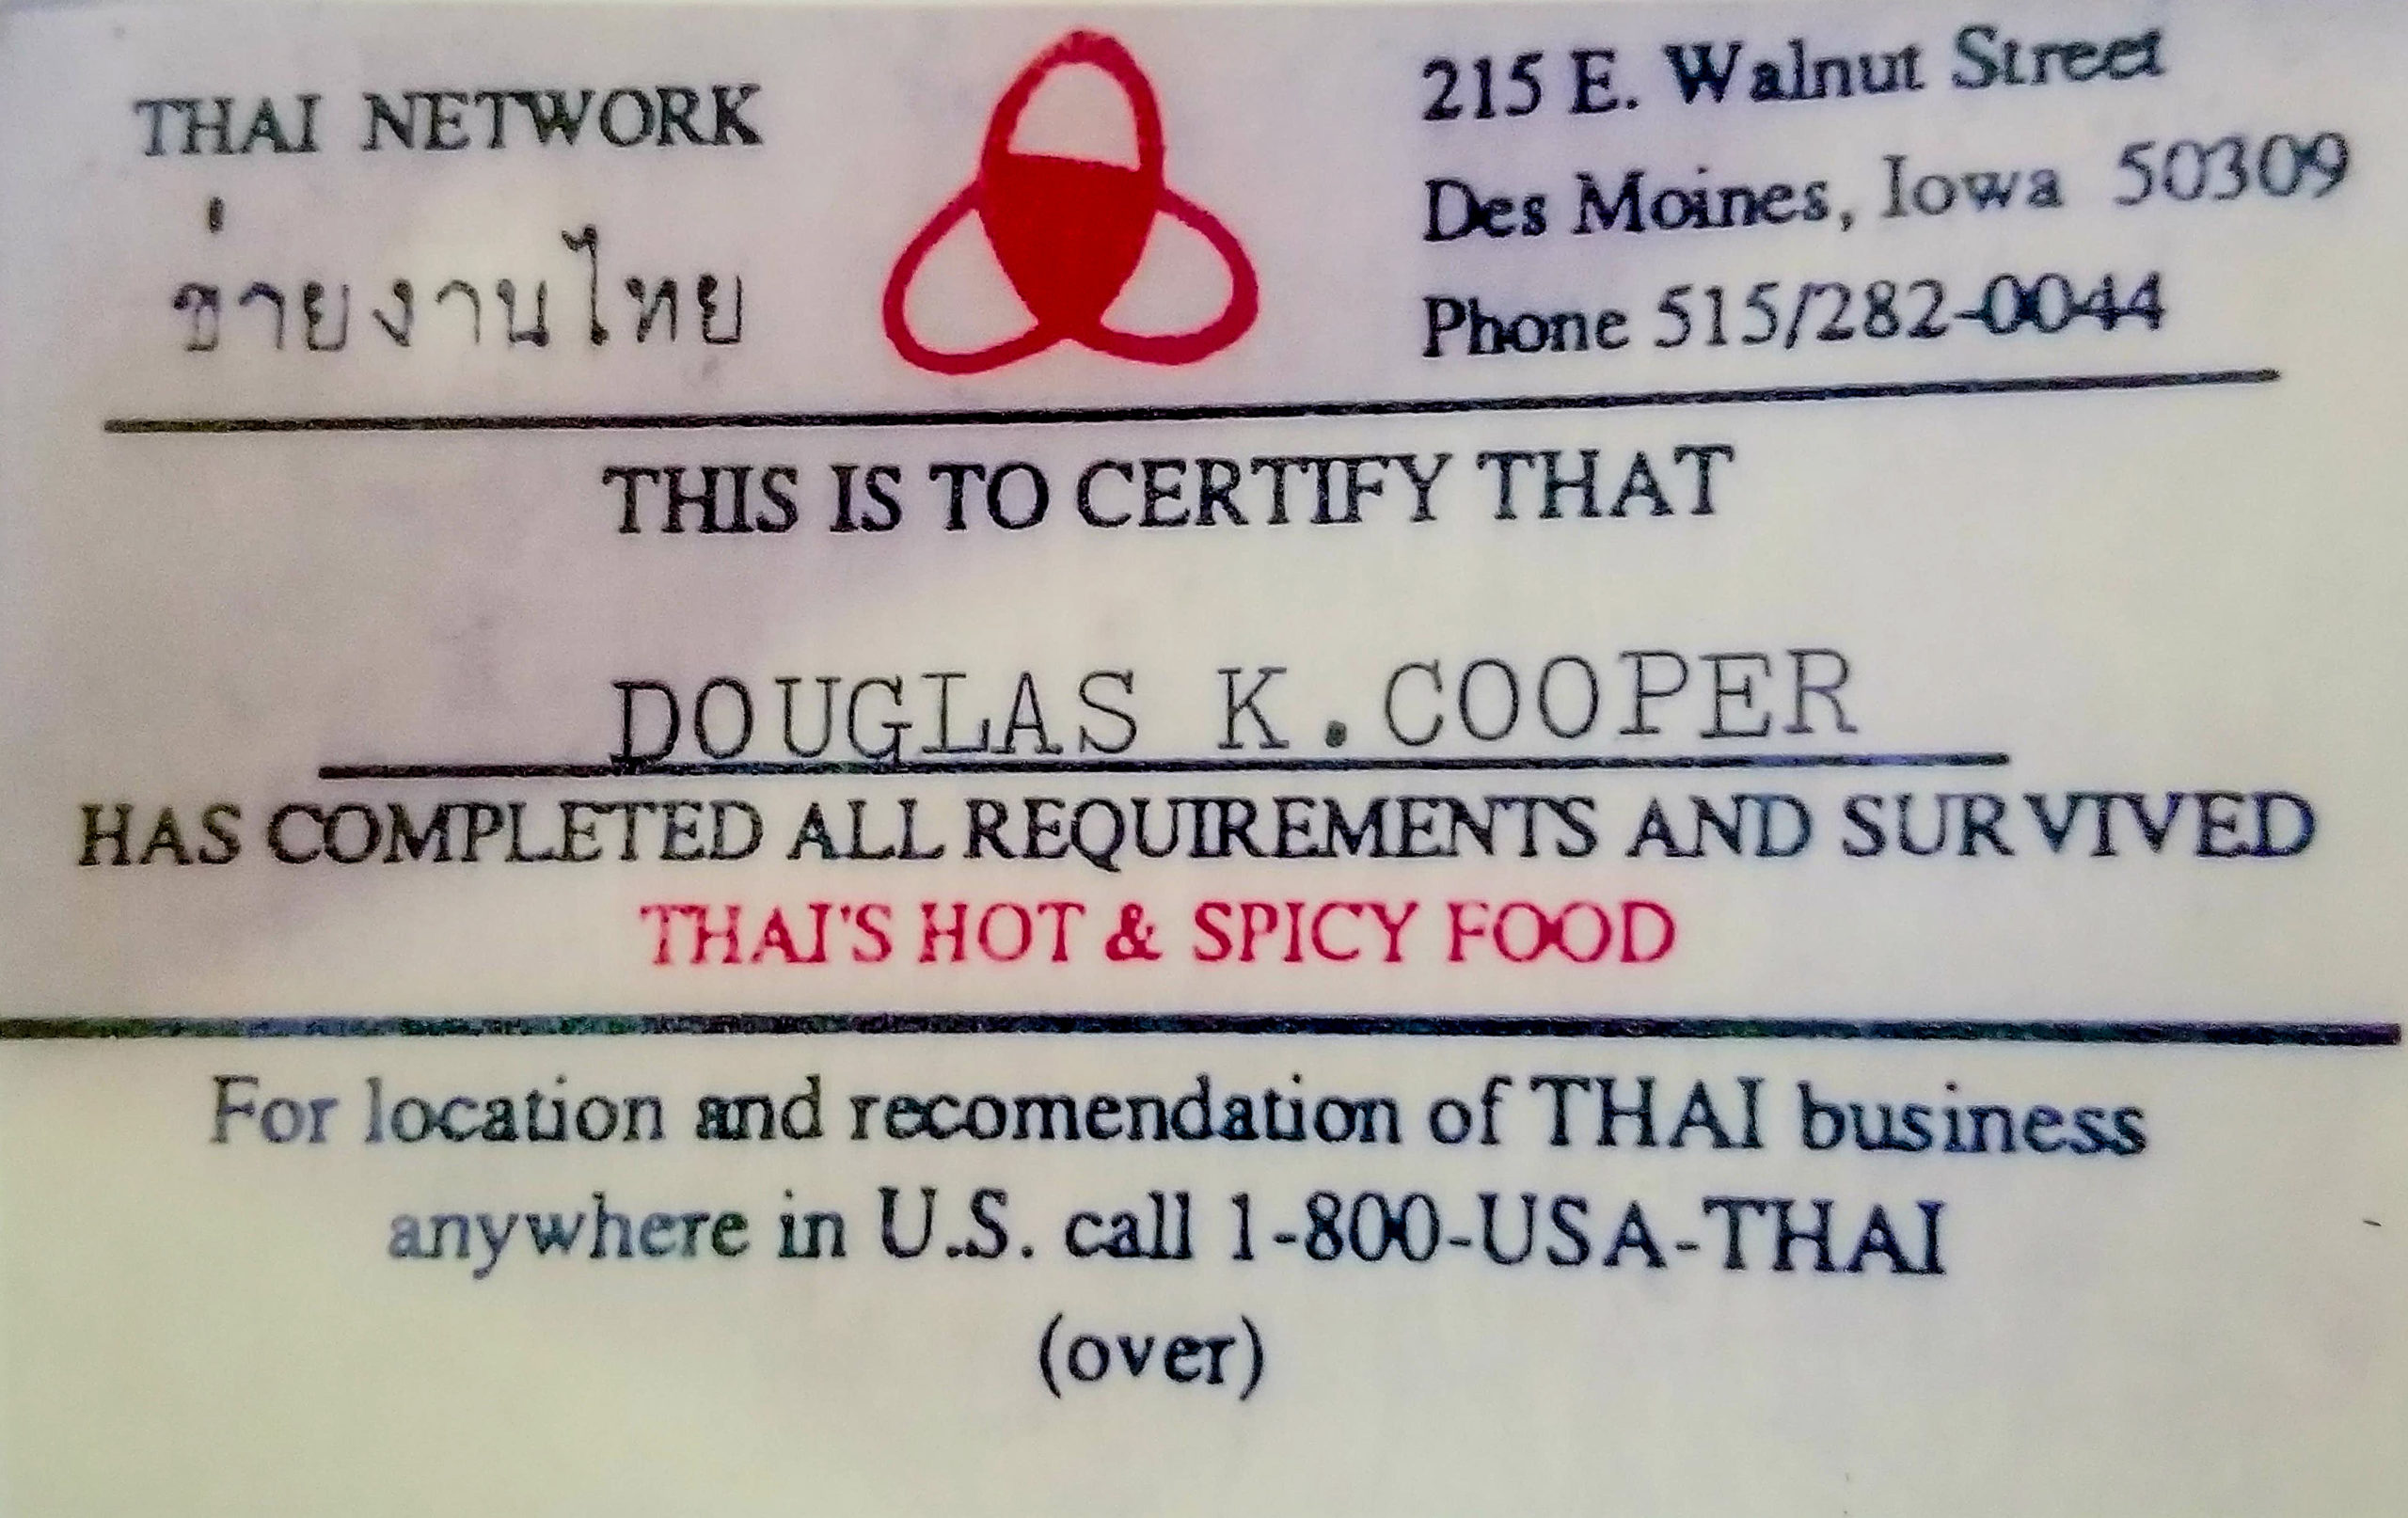 THAI NETWORK
ข่ายงานไทย
215 E. Walnut Street
Des Moines, Iowa 50309
Phone 515/282-0044
THIS IS TO CERTIFY THAT
DOUGLAS K.COOPER
HAS COMPLETED ALL REQUIREMENTS AND SURVIVED
THAI'S HOT & SPICY FOOD
For location and recomendation of THAI business
anywhere in U.S. call 1-800-USA-THAI
(over)